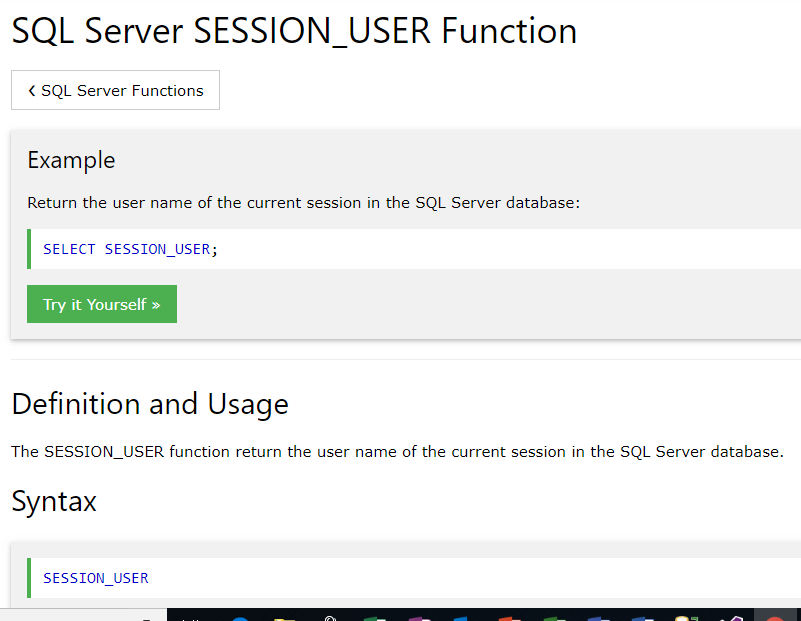 SQL Server SESSION_USER Function
❮ SQL Server Functions
Example
Return the user name of the current session in the SQL Server database:
SELECT SESSION_USER;
Try it Yourself »
Definition and Usage
The SESSION_USER function return the user name of the current session in the SQL Server database.
Syntax
SESSION_USER